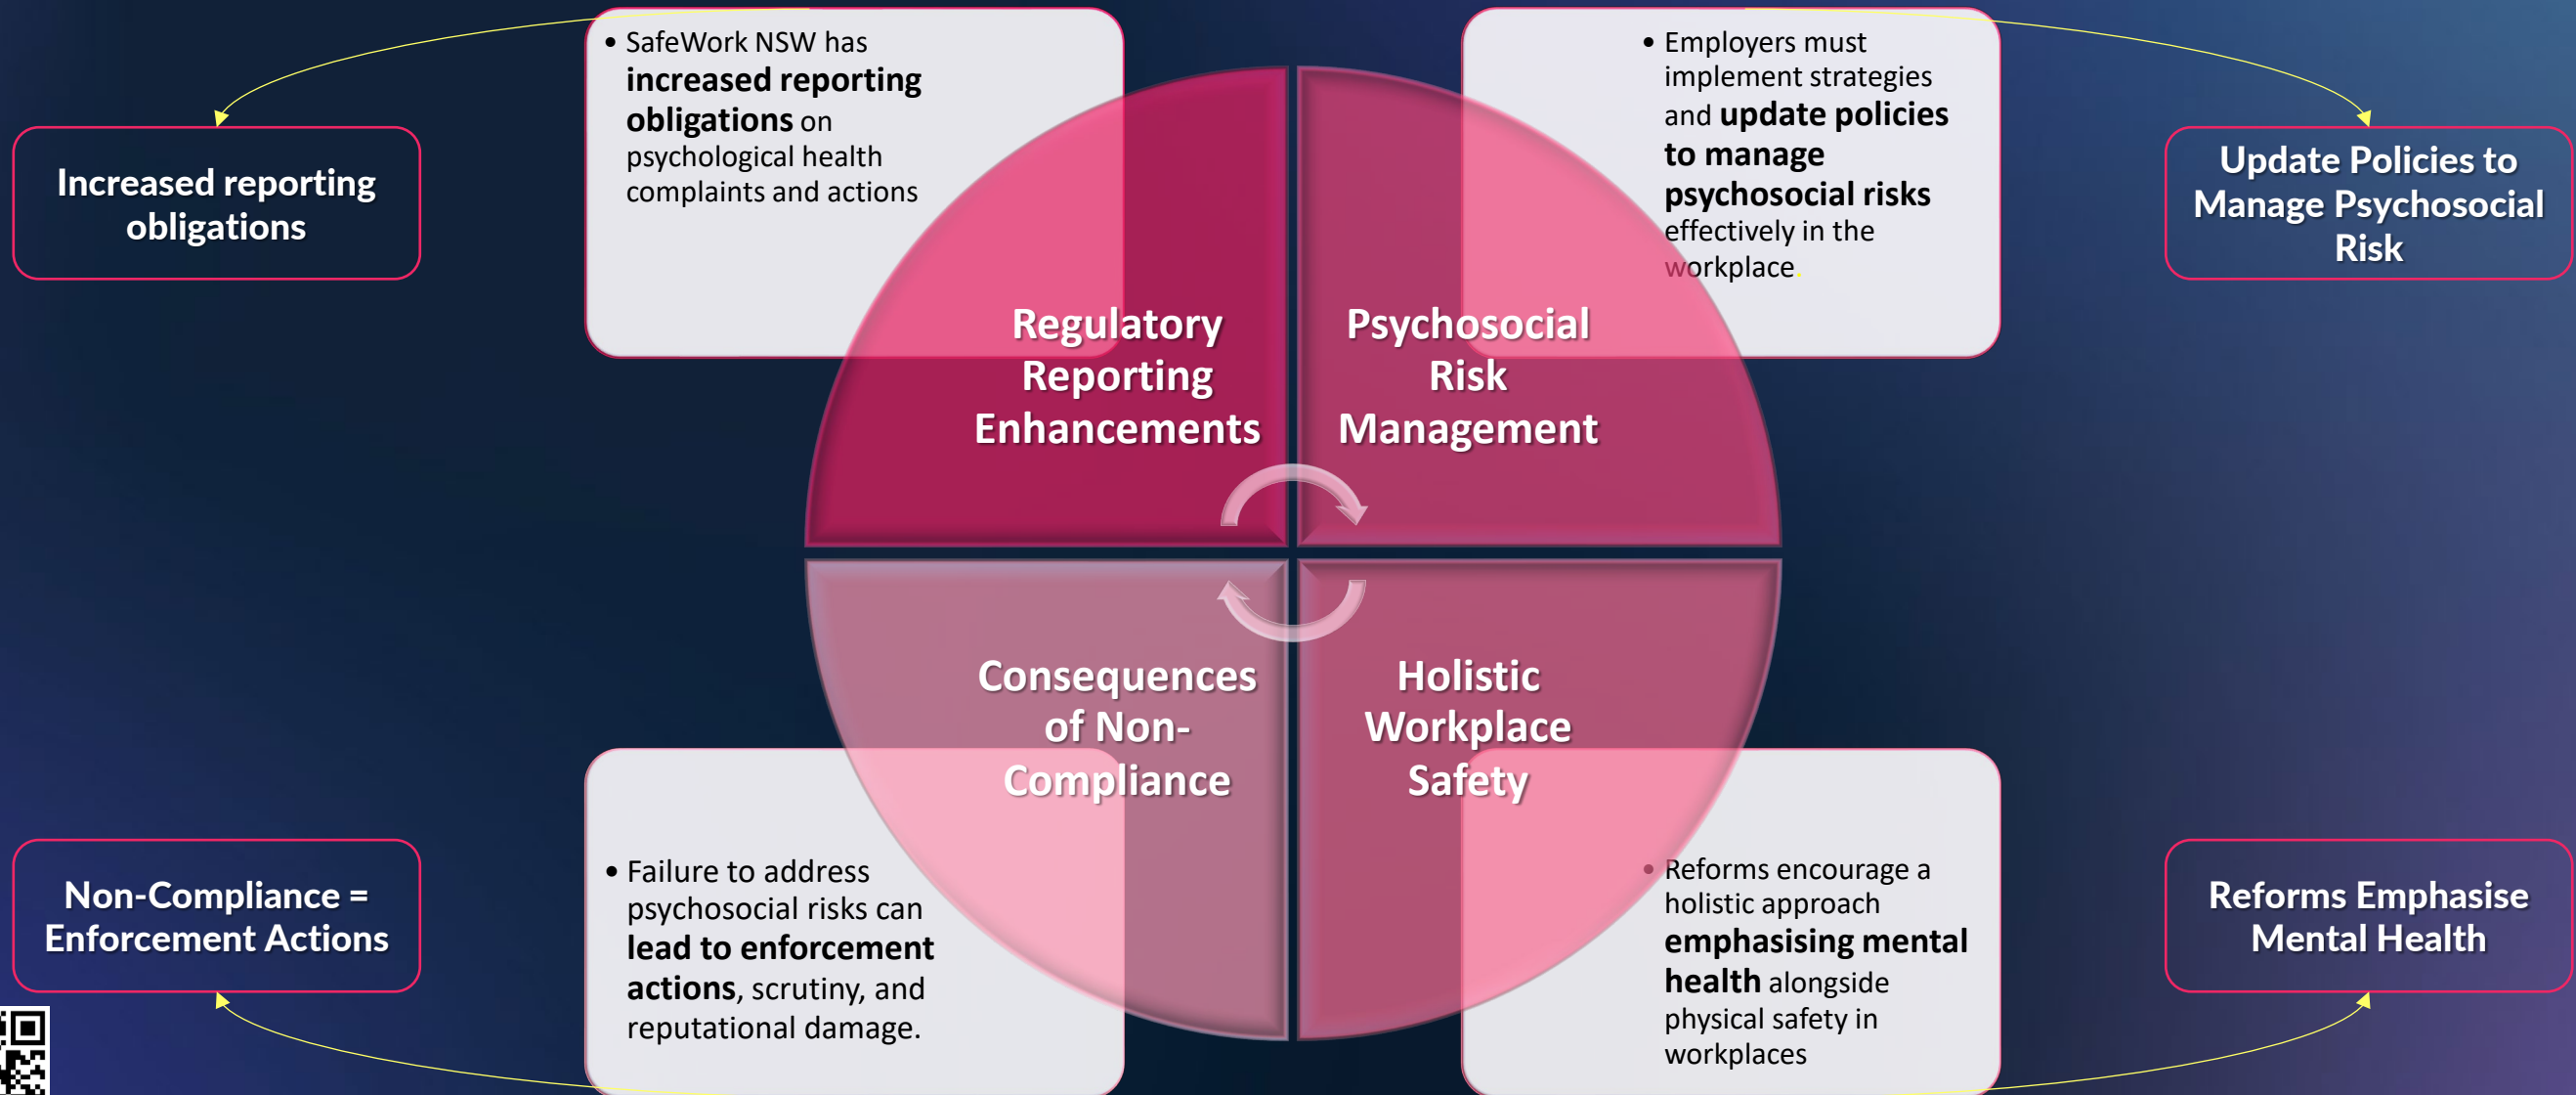 Increased reporting
obligations
• SafeWork NSW has
increased reporting
obligations on
psychological health
complaints and actions
• Employers must
implement strategies
and update policies
to manage
psychosocial risks
effectively in the
workplace.
Update Policies to
Manage Psychosocial
Risk
Regulatory
Reporting
Enhancements
Psychosocial
Risk
Management
Consequences
of Non-
Compliance
Holistic
Workplace
Safety
Non-Compliance =
Enforcement Actions
• Failure to address
psychosocial risks can
lead to enforcement
actions, scrutiny, and
reputational damage.
• Reforms encourage a
holistic approach
emphasising mental
health alongside
physical safety in
workplaces
Reforms Emphasise
Mental Health